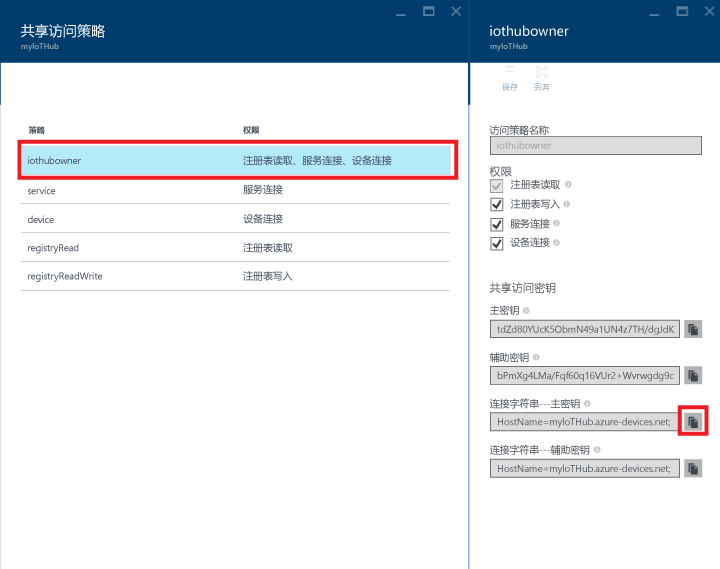 共享访问策略
myIoTHub
策略 权限
iothubowner 注册表读取、服务连接、设备连接
service 服务连接
device 设备连接
registryRead 注册表读取
registryReadWrite 注册表写入
iothubowner
myIoTHub
保存 丢弃
访问策略名称
iothubowner
权限
注册表读取
注册表写入
服务连接
设备连接
共享访问密钥
主密钥
tdZd80YUcK5ObmN49a1UN4z7TH/dgJdK
辅助密钥
bPmXg4LMa/Fqf60q16VUr2+Wvrwgdg9c
连接字符串---主密钥
HostName=myIoTHub.azure-devices.net;
连接字符串---辅助密钥
HostName=myIoTHub.azure-devices.net;